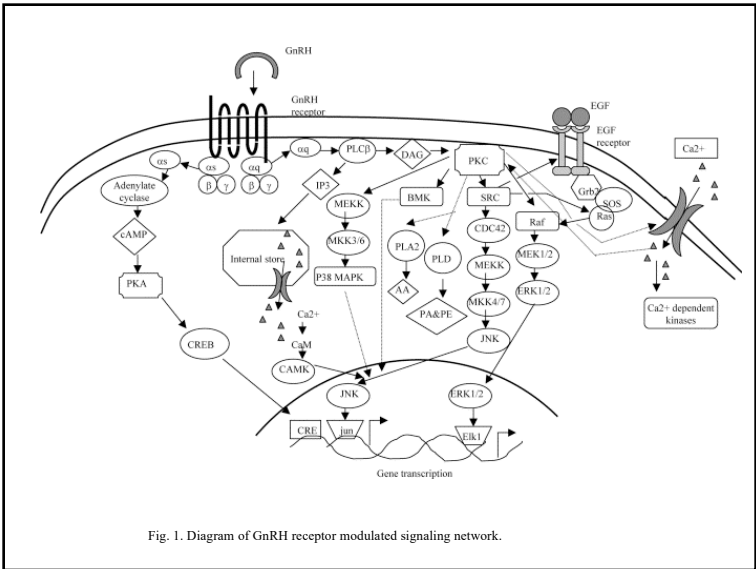 GnRH
GnRH
receptor
EGF
EGF
receptor
Ca2+
αs
αs
αq
αq
β
γ
β
γ
PLCβ
DAG
PKC
Adenylate
cyclase
IP3
MEKK
BMK
SRC
Grb2
SOS
Ras
Raf
cAMP
MKK3/6
CDC42
PLA2
PLD
MEK1/2
Internal store
P38 MAPK
MEKK
PKA
AA
ERK1/2
PA&PE
MKK4/7
Ca2+
Ca2+ dependent
kinases
CREB
CaM
JNK
CAMK
JNK
ERK1/2
CRE
jun
Elk1
Gene transcription
Fig. 1. Diagram of GnRH receptor modulated signaling network.